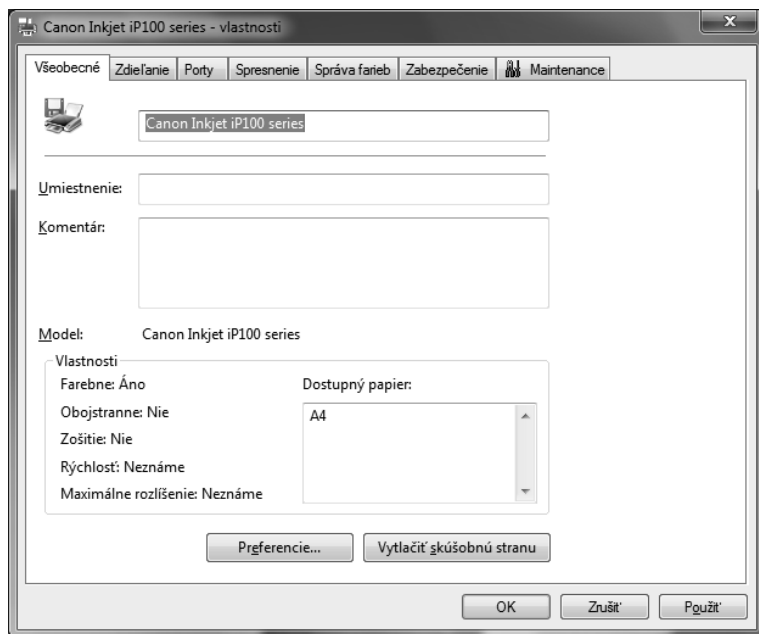 Canon Inkjet iP100 series - vlastnosti
Všeobecné Zdieľanie Porty Spresnenie Správa farieb Zabezpečenie Maintenance
Canon Inkjet iP100 series
Umiestnenie:
Komentár:
Model: Canon Inkjet iP100 series
Vlastnosti
Farebne: Áno Dostupný papier:
Obojstranne: Nie A4
Zošitie: Nie
Rýchlosť: Neznáme
Maximálne rozlíšenie: Neznáme
Preferencie... Vytlačiť skúšobnú stranu
OK Zrušiť Použiť